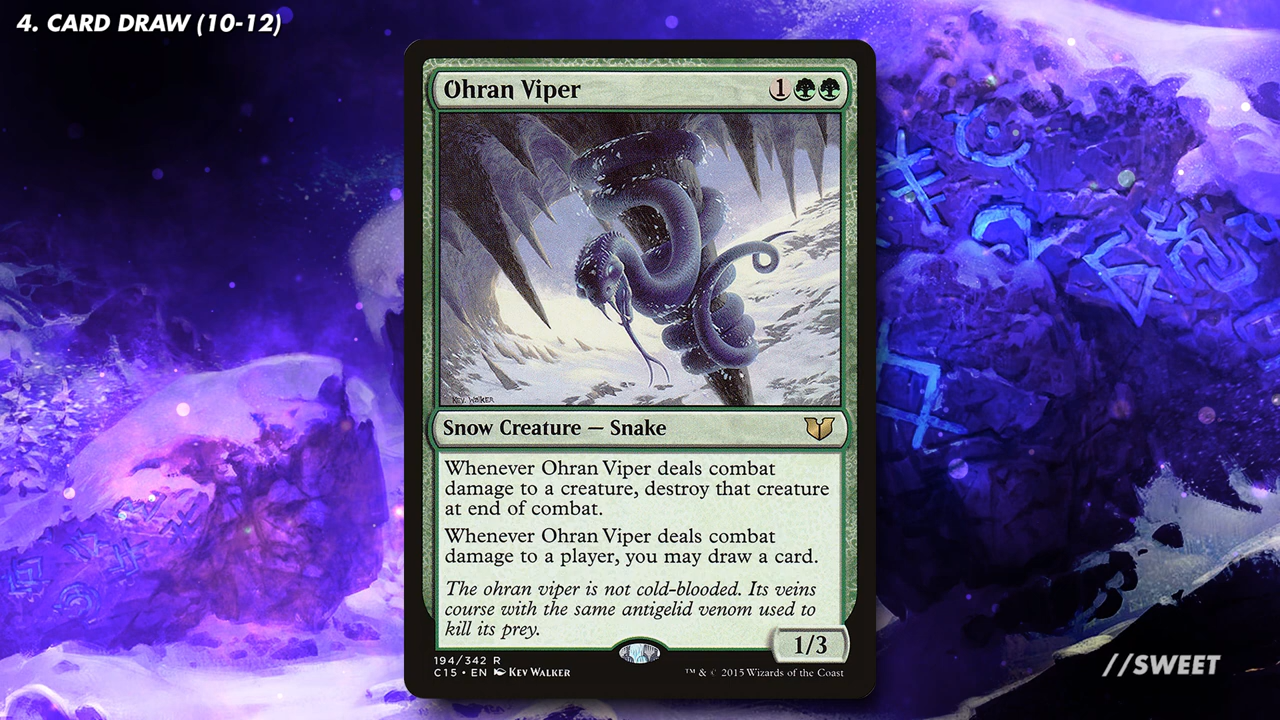 4. CARD DRAW (10-12)
Ohran Viper
1
KEV. WALKER
Snow Creature — Snake
Whenever Ohran Viper deals combat
damage to a creature, destroy that creature
at end of combat.
Whenever Ohran Viper deals combat
damage to a player, you may draw a card.
The ohran viper is not cold-blooded. Its veins
course with the same antigelid venom used to
kill its prey.
1/3
194/342 R
C15 • EN KEV WALKER
™ & © 2015 Wizards of the Coast
//SWEET